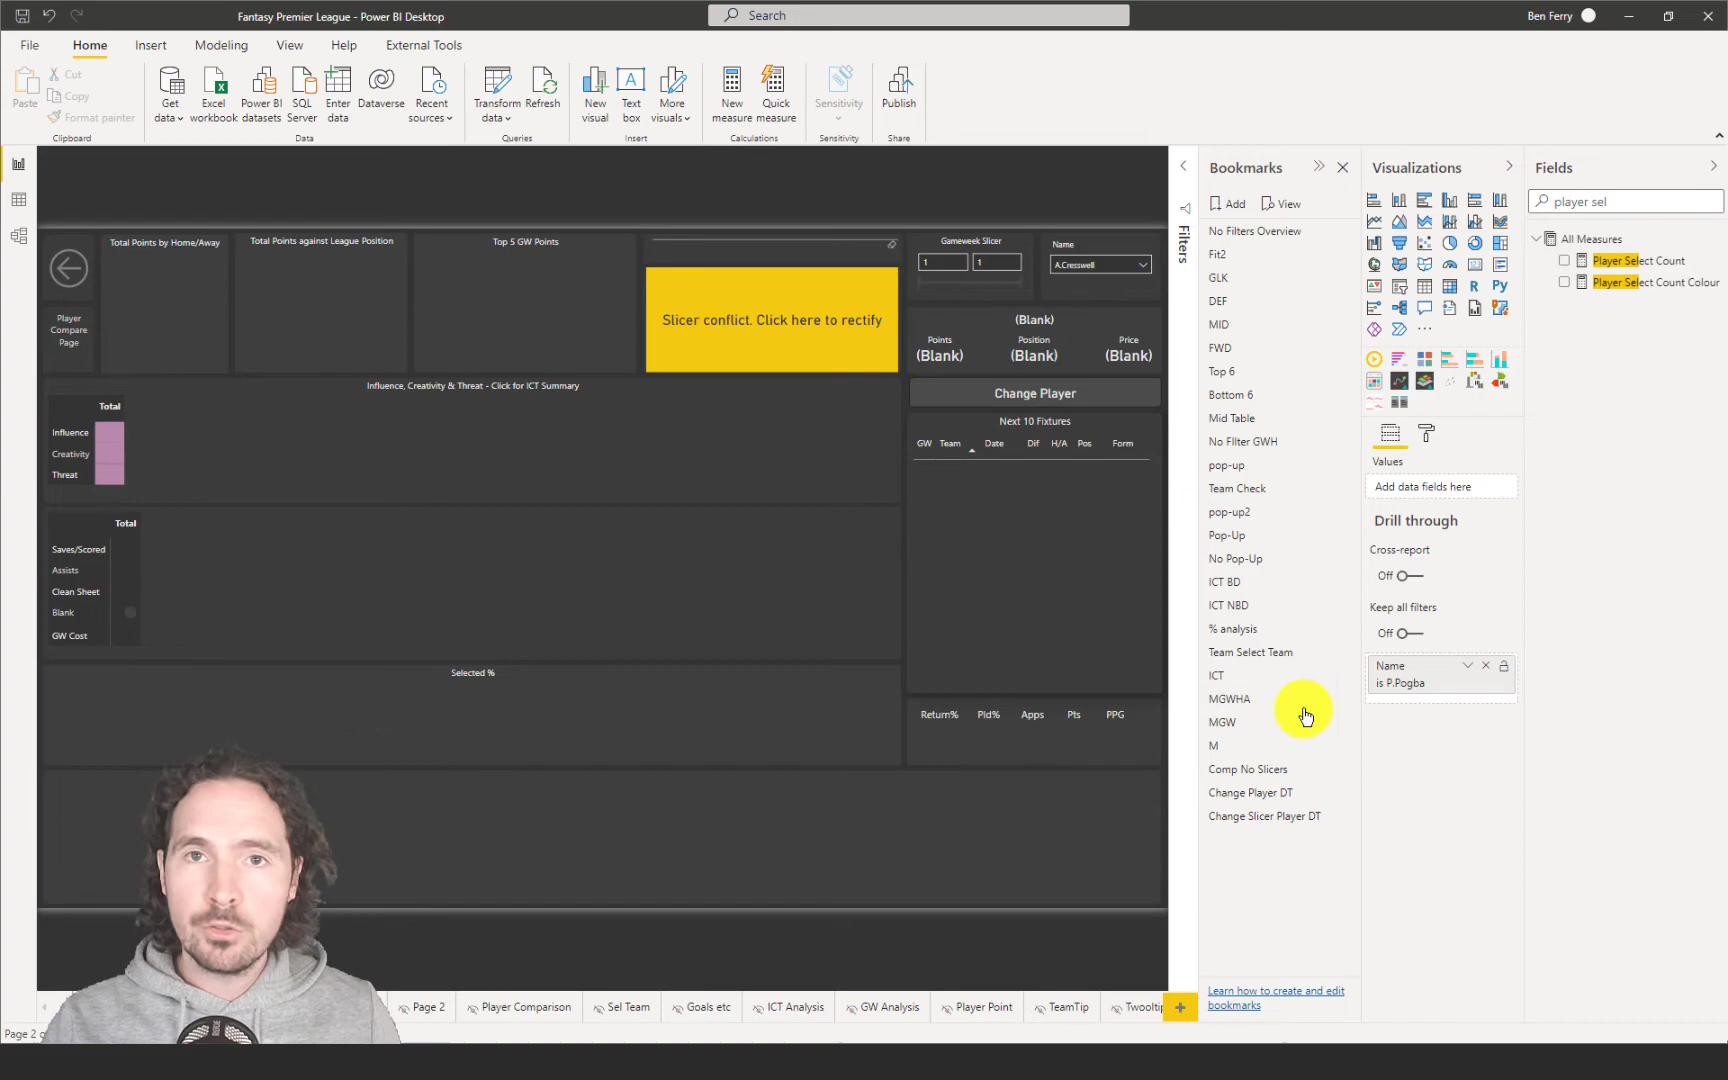 Fantasy Premier League - Power BI Desktop
Search
Ben Ferry
File Home Insert Modeling View Help External Tools
Paste
Cut
Copy
Format painter
Clipboard
Get data
Excel workbook
Power BI datasets
SQL Server
Enter data
Dataverse
Recent sources
Data
Transform data
Refresh
Queries
New visual
Text box
More visuals
Insert
New measure
Quick measure
Calculations
Sensitivity
Sensitivity
Publish
Share
Total Points by Home/Away
Total Points against League Position
Top 5 GW Points
Player
Compare
Page
Slicer conflict. Click here to rectify
Gameweek Slicer
1 1
Name
A.Cresswell
(Blank)
Points Position Price
(Blank) (Blank) (Blank)
Change Player
Influence, Creativity & Threat - Click for ICT Summary
Total
Influence
Creativity
Threat
Total
Saves/Scored
Assists
Clean Sheet
Blank
GW Cost
Selected %
Next 10 Fixtures
GW Team Date Dif H/A Pos Form
Return% Pld% Apps Pts PPG
Filters
Bookmarks
Add View
No Filters Overview
Fit2
GLK
DEF
MID
FWD
Top 6
Bottom 6
Mid Table
No FIlter GWH
pop-up
Team Check
pop-up2
Pop-Up
No Pop-Up
ICT BD
ICT NBD
% analysis
Team Select Team
ICT
MGWHA
MGW
M
Comp No Slicers
Change Player DT
Change Slicer Player DT
Learn how to create and edit
bookmarks
Visualizations
R Py
Values
Add data fields here
Drill through
Cross-report
Off
Keep all filters
Off
Name
is P.Pogba
Fields
player sel
All Measures
Player Select Count
Player Select Count Colour
Page 2 Player Comparison Sel Team Goals etc ICT Analysis GW Analysis Player Point TeamTip Twooltip
Page 2